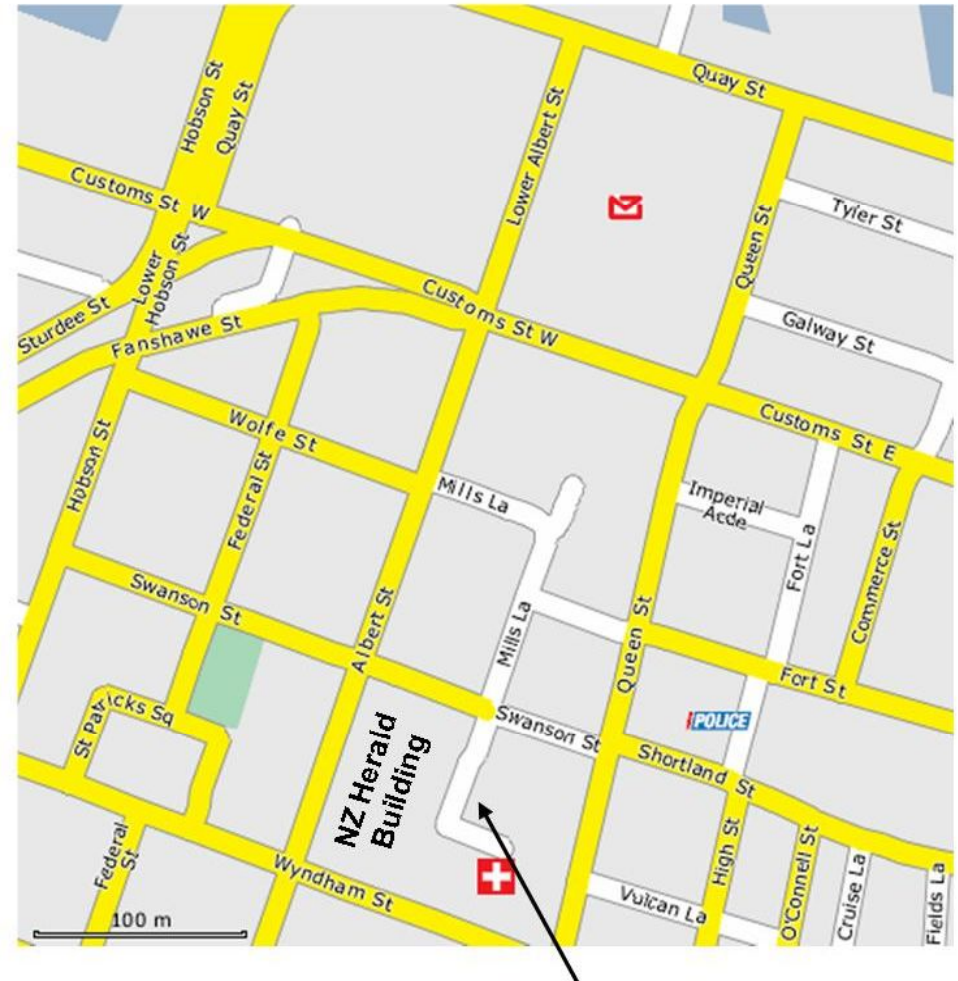 Quay St
Hobson St
Quay St
Lower Albert St
Customs St W
Tyler St
Queen St
Lower
Hobson St
Sturdee St
Fanshawe St
Customs St W
Galway St
Customs St E
Wolfe St
Hobson St
Federal St
Mills La
Imperial
Acde
Fort La
Commerce St
Swanson St
Albert St
Mills La
Queen St
Fort St
St Patricks Sq
Swanson St
POLICE
Shortland St
NZ Herald
Building
Federal
St
Wyndham St
High St
O'Connell St
Cruise La
Fields La
Vulcan La
100 m